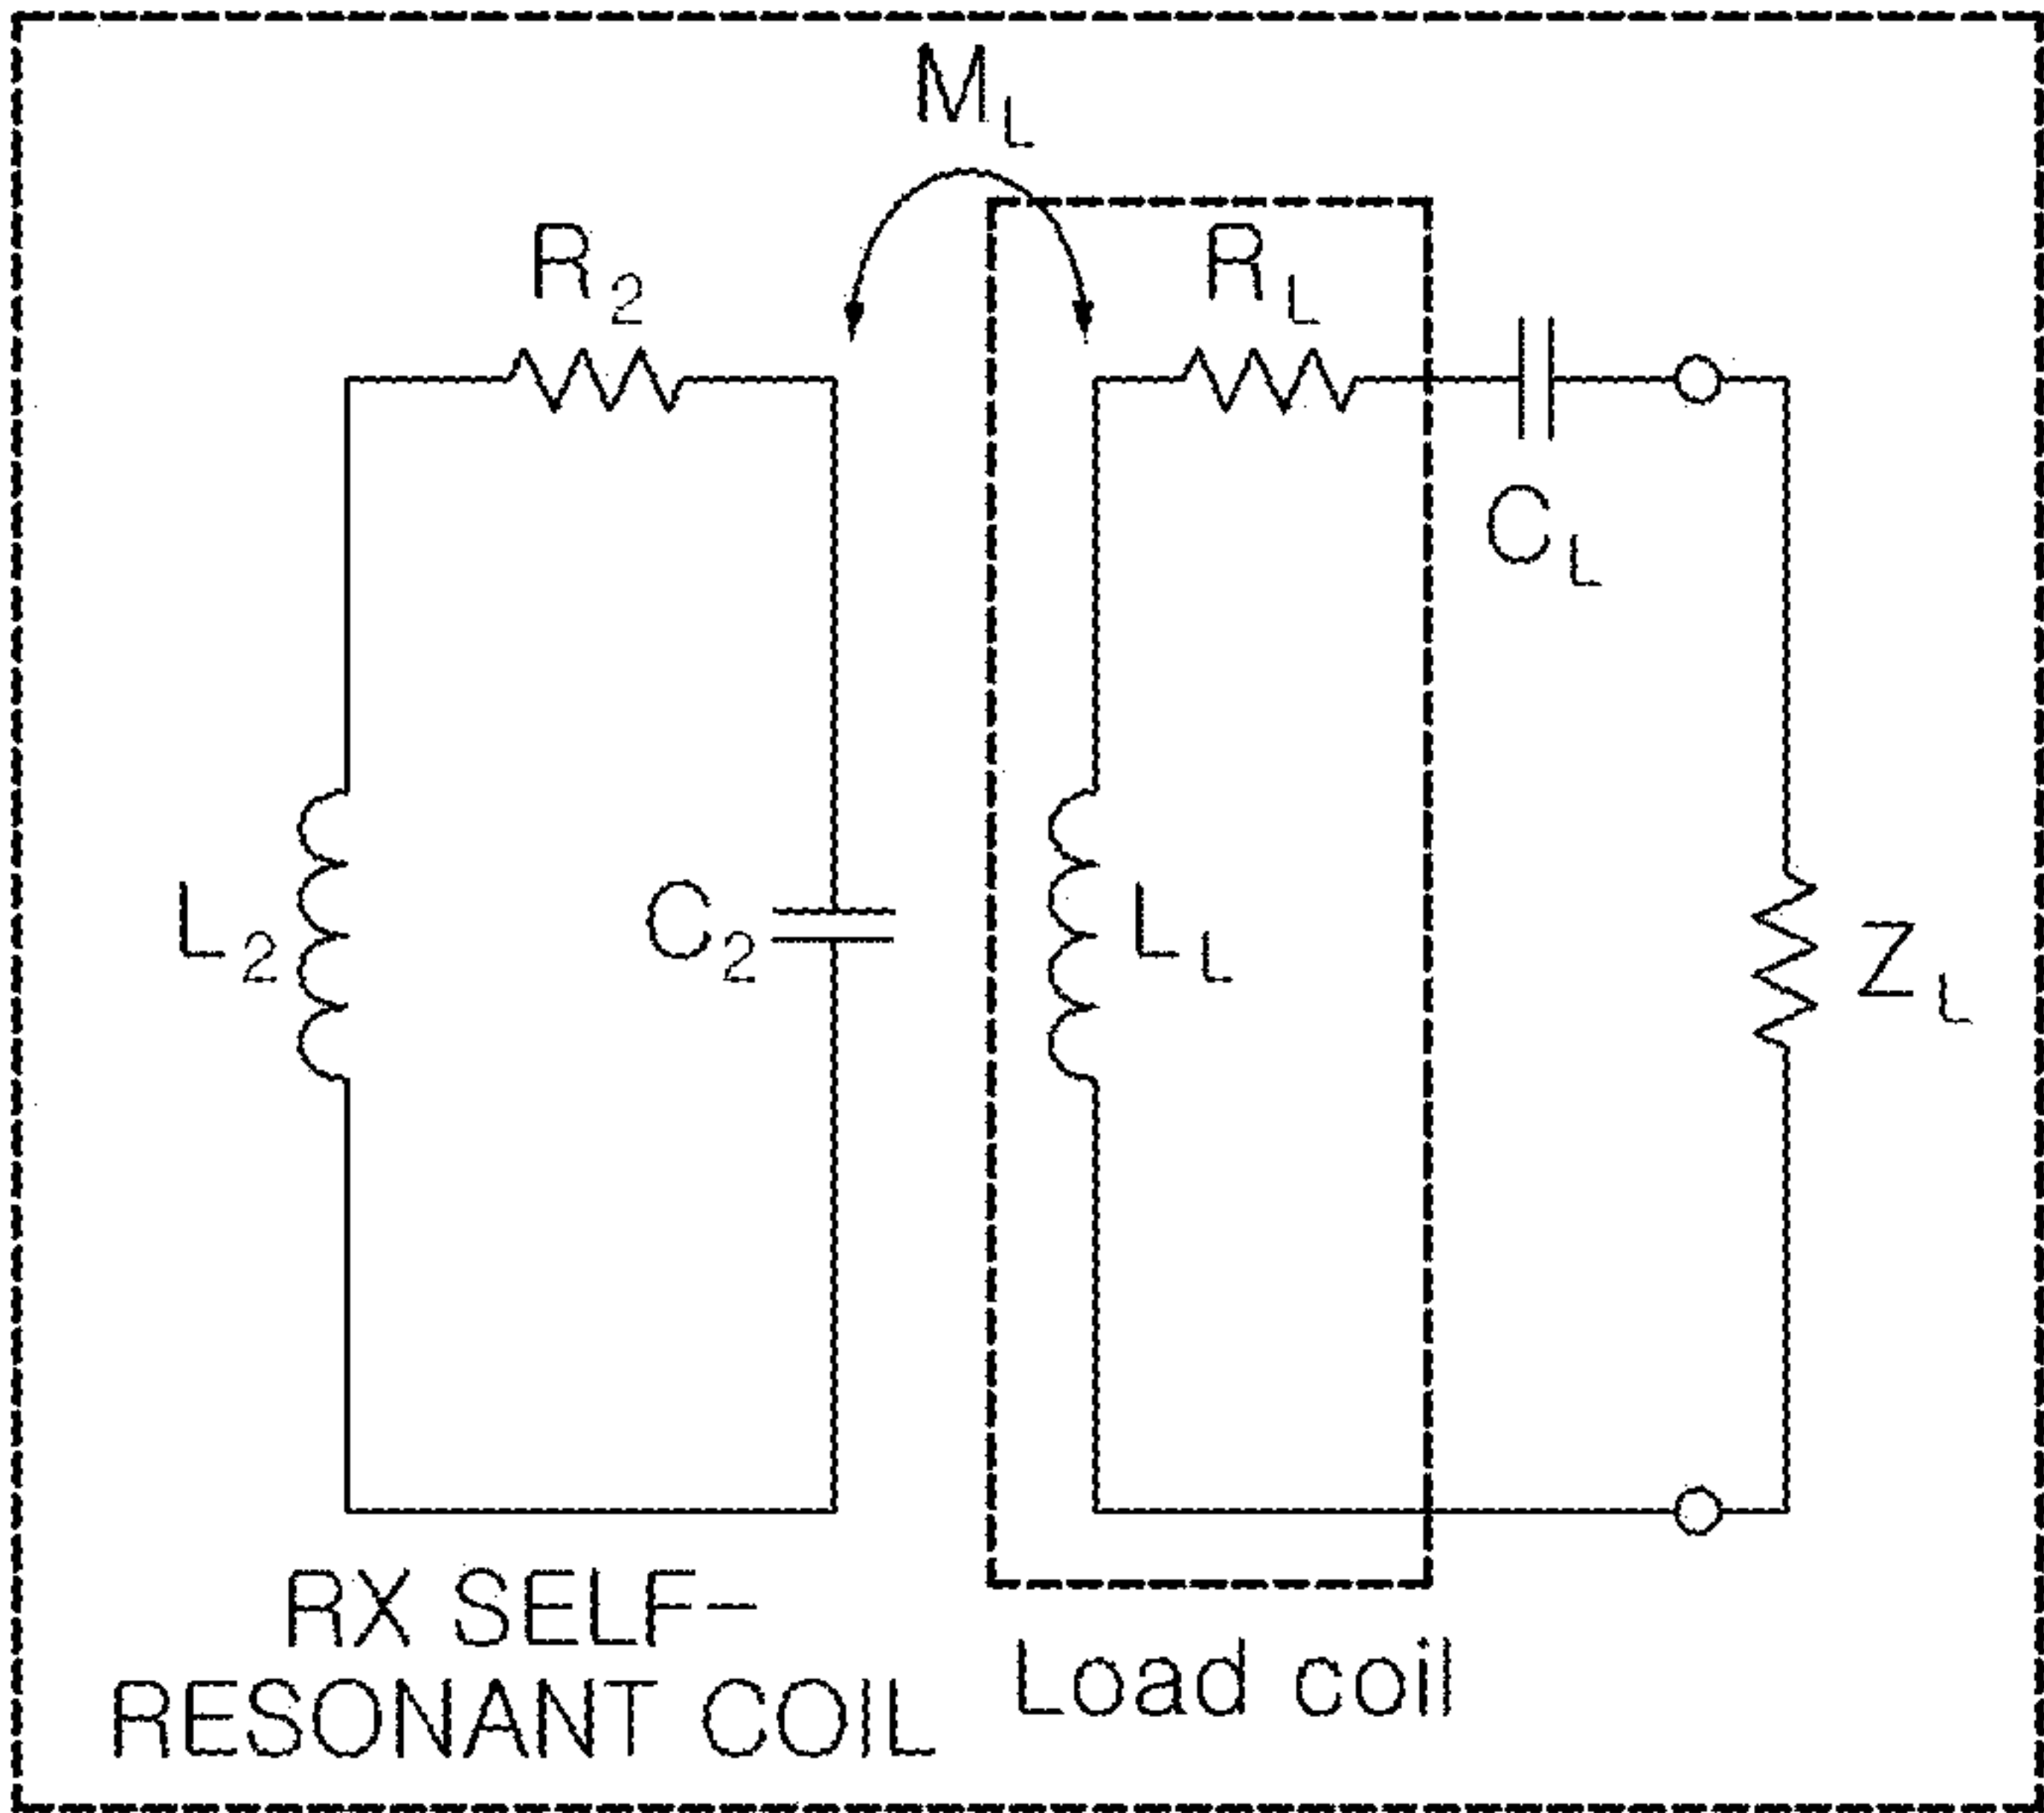 M_L
R_2
R_L
C_L
L_2
C_2
L_L
Z_L
RX SELF-
RESONANT COIL
Load coil